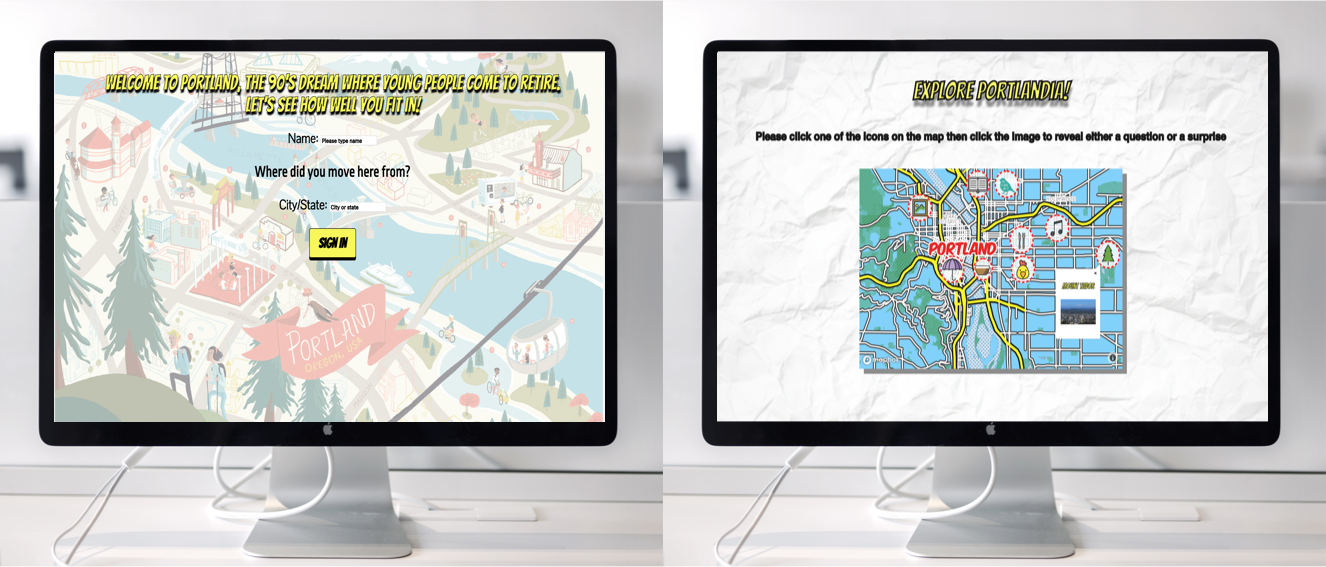 WELCOME TO PORTLAND, THE 90'S DREAM WHERE YOUNG PEOPLE COME TO RETIRE.
LET'S SEE HOW WELL YOU FIT IN!
Name: Please type name
Where did you move here from?
City/State: City or state
SIGN IN
PORTLAND
OREGON, USA
EXPLORE PORTLANDIA!
Please click one of the icons on the map then click the image to reveal either a question or a surprise
PORTLAND
MOUNT TABOR
mapbox